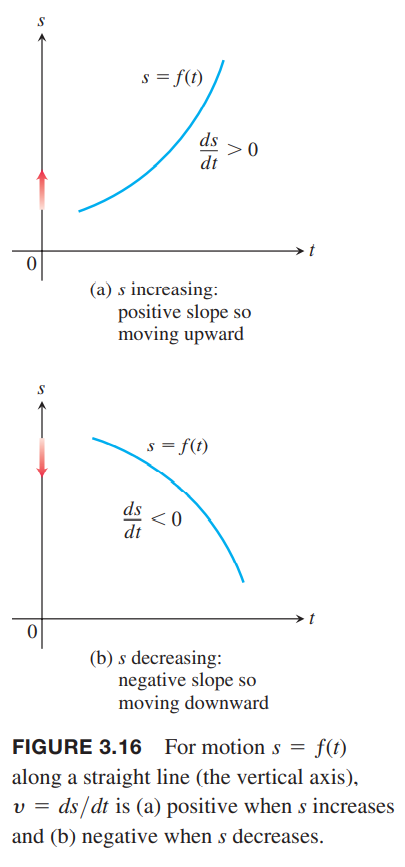 s
s = f(t)
ds/dt > 0
t
0
(a) s increasing:
positive slope so
moving upward
s
s = f(t)
ds/dt < 0
t
0
(b) s decreasing:
negative slope so
moving downward
FIGURE 3.16 For motion s = f(t)
along a straight line (the vertical axis),
v = ds/dt is (a) positive when s increases
and (b) negative when s decreases.